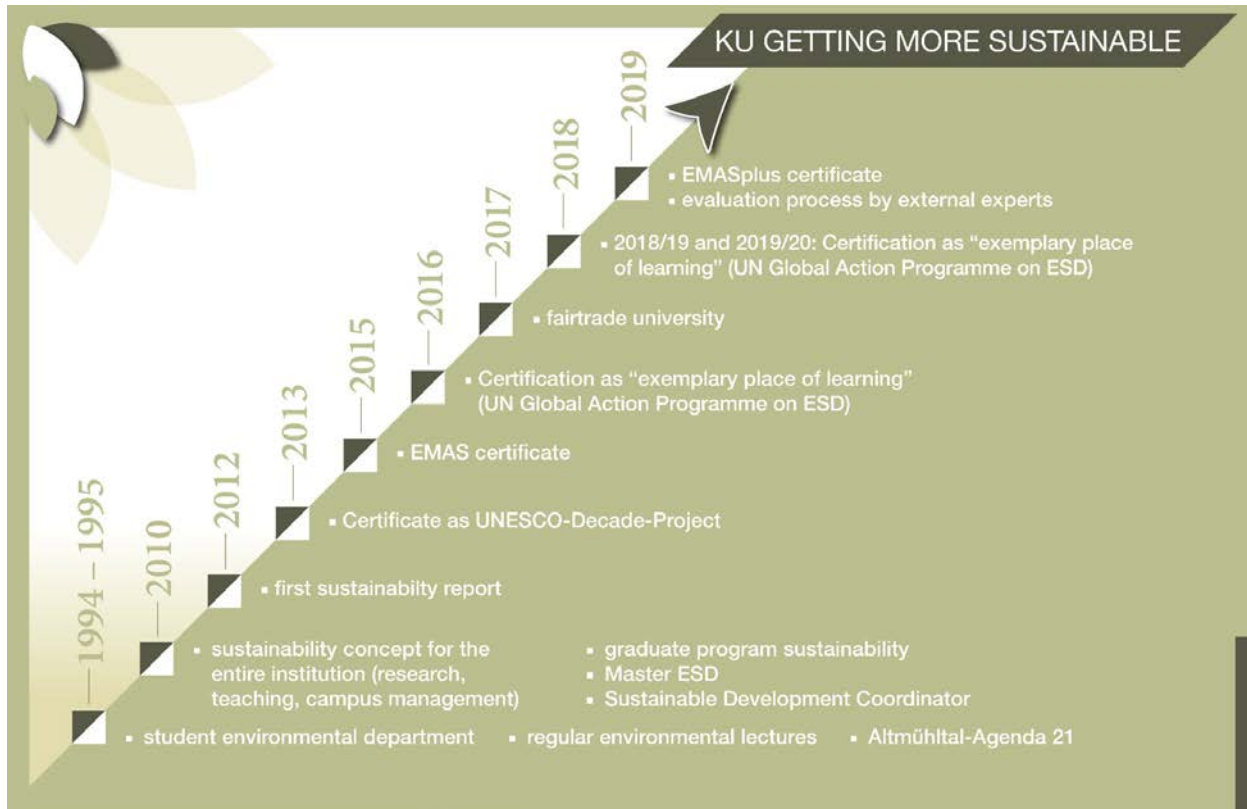 KU GETTING MORE SUSTAINABLE
2019
▪ EMASplus certificate
▪ evaluation process by external experts
2018
▪ 2018/19 and 2019/20: Certification as “exemplary place
of learning” (UN Global Action Programme on ESD)
2017
▪ fairtrade university
2016
▪ Certification as “exemplary place of learning”
(UN Global Action Programme on ESD)
2015
▪ EMAS certificate
2013
▪ Certificate as UNESCO-Decade-Project
2012
▪ first sustainabilty report
2010
▪ sustainability concept for the
entire institution (research,
teaching, campus management)
▪ graduate program sustainability
▪ Master ESD
▪ Sustainable Development Coordinator
1994 – 1995
▪ student environmental department ▪ regular environmental lectures ▪ Altmühltal-Agenda 21